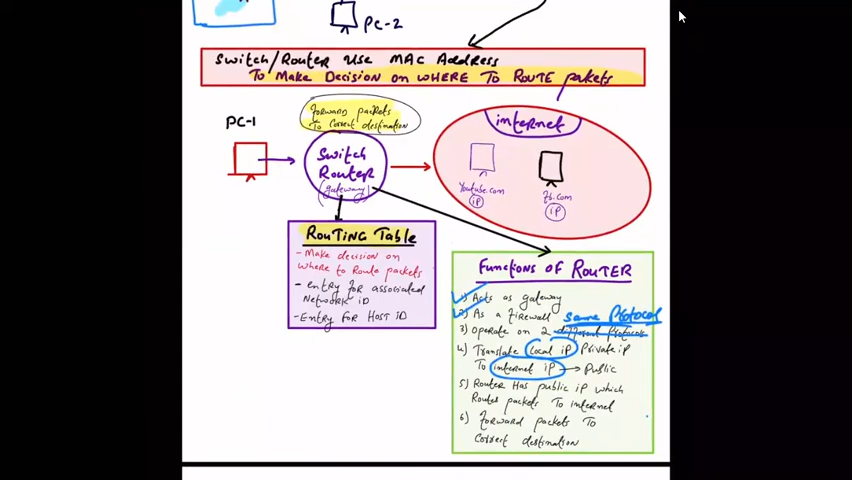 PC-2
Switch/Router Use MAC Address
To Make Decision on WHERE To ROUTE packets
Forward packets
To Correct destination
PC-1
Switch
Router
(gateway)
internet
Youtube.com
IP
fb.com
IP
ROUTING Table
- Make decision on
where to Route packets
- ENTRY FOR associated
Network iD
- ENTRY FOR HOST iD
Functions of ROUTER
1) Acts as gateway
2) As a firewall
same Protocol
3) Operate on 2 different Protocols
4) Translate Local iP Private iP
To internet iP → Public
5) Router Has public iP which
Routes packets To internet
6) Forward packets To
Correct destination